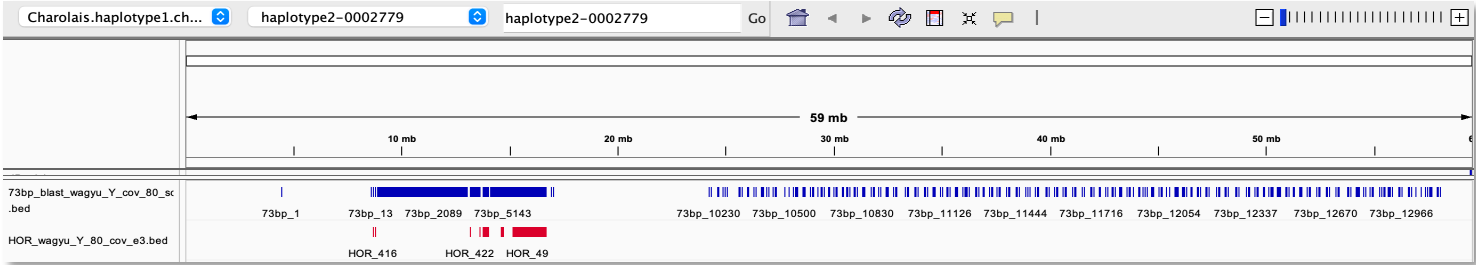 Charolais.haplotype1.ch... haplotype2-0002779 haplotype2-0002779 Go
59 mb
10 mb 20 mb 30 mb 40 mb 50 mb
73bp_blast_wagyu_Y_cov_80_sc
.bed
73bp_1 73bp_13 73bp_2089 73bp_5143 73bp_10230 73bp_10500 73bp_10830 73bp_11126 73bp_11444 73bp_11716 73bp_12054 73bp_12337 73bp_12670 73bp_12966
HOR_wagyu_Y_80_cov_e3.bed
HOR_416 HOR_422 HOR_49